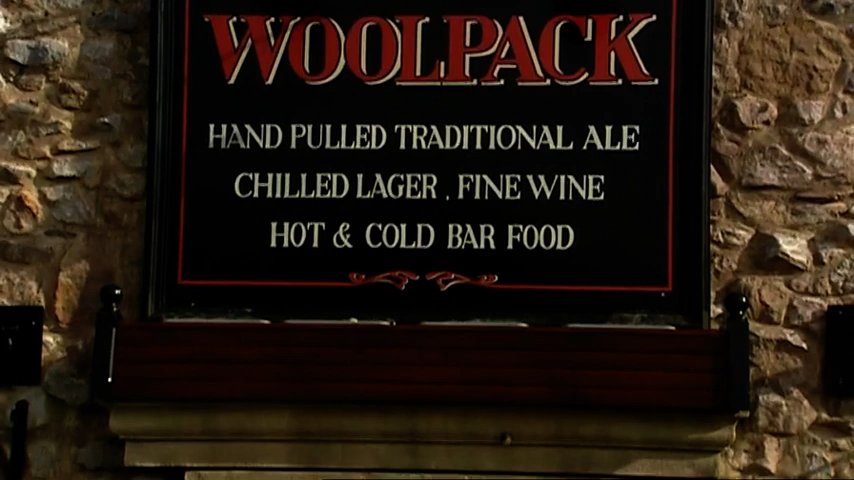 WOOLPACK
HAND PULLED TRADITIONAL ALE
CHILLED LAGER . FINE WINE
HOT & COLD BAR FOOD